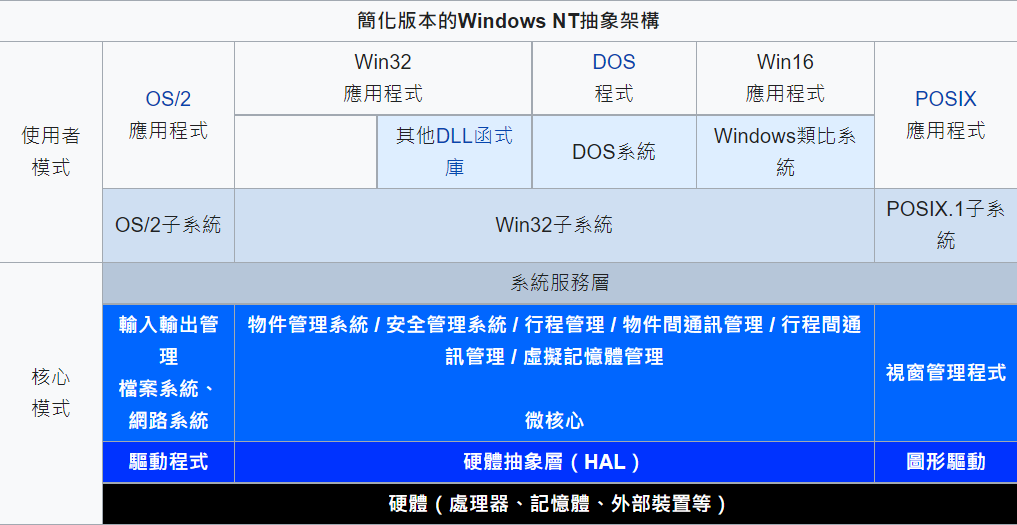 簡化版本的Windows NT抽象架構
使用者
模式
OS/2
應用程式
Win32
應用程式
DOS
程式
Win16
應用程式
POSIX
應用程式
其他DLL函式
庫
DOS系統
Windows類比系
統
OS/2子系統
Win32子系統
POSIX.1子系
統
核心
模式
系統服務層
輸入輸出管
理
檔案系統、
網路系統
物件管理系統 / 安全管理系統 / 行程管理 / 物件間通訊管理 / 行程間通
訊管理 / 虛擬記憶體管理
微核心
視窗管理程式
驅動程式
硬體抽象層（HAL）
圖形驅動
硬體（處理器、記憶體、外部裝置等）